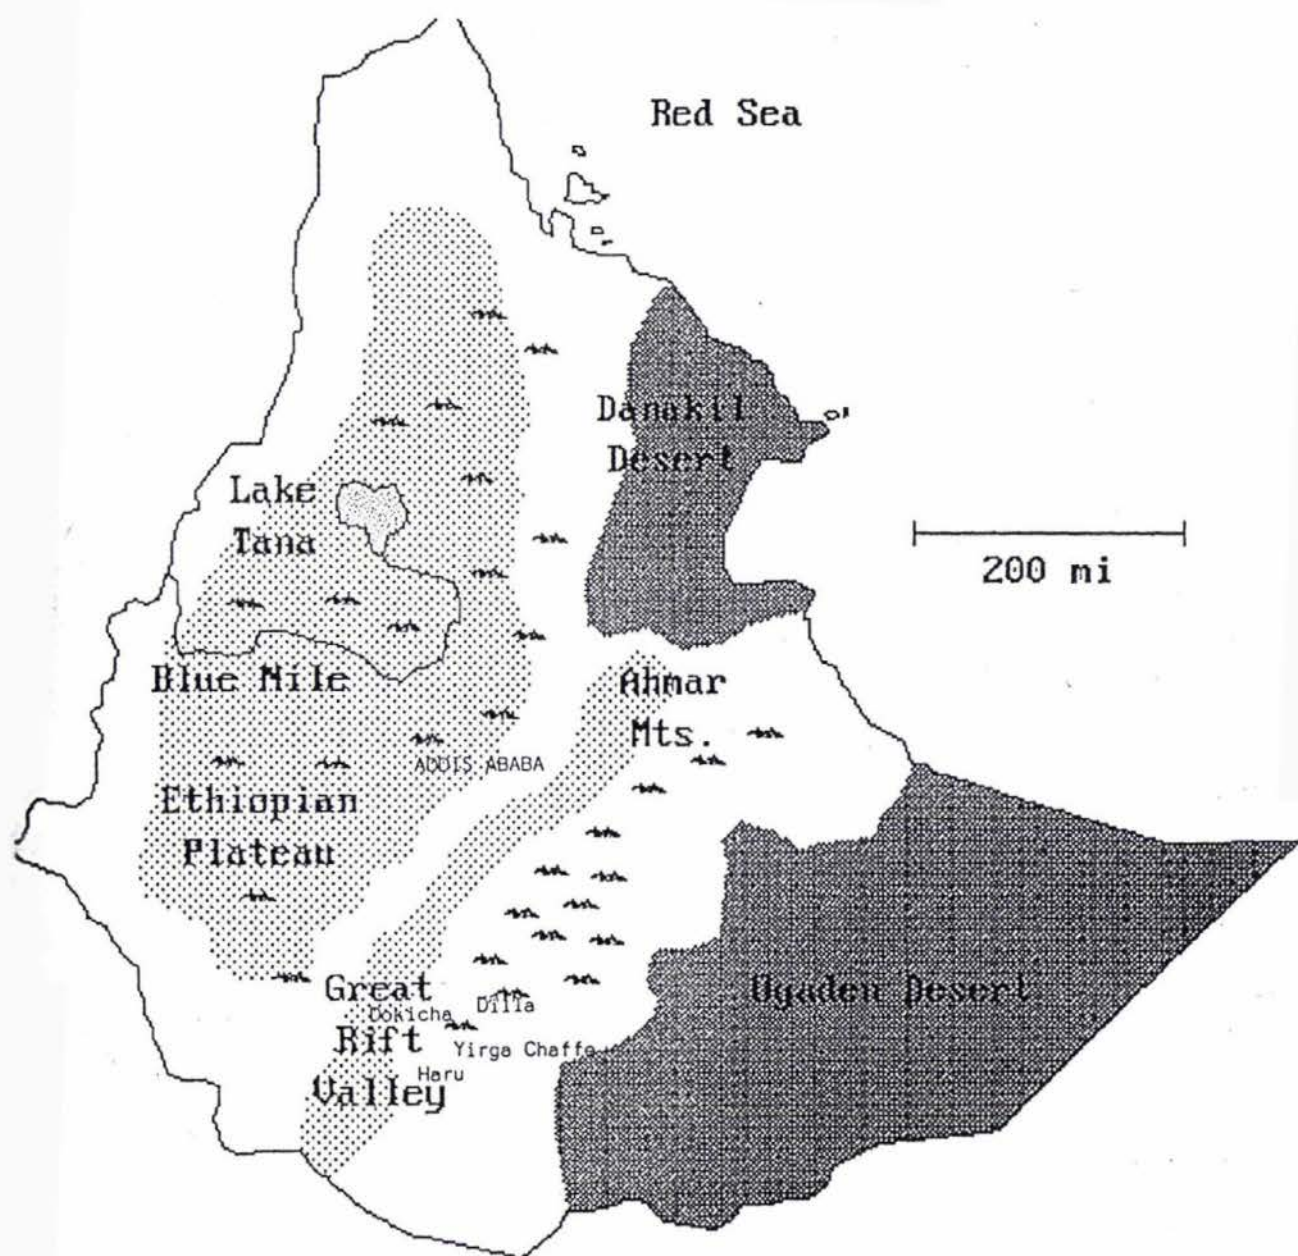 Red Sea
Danakil
Desert
Lake
Tana
200 mi
Blue Nile
Ahmar
Mts.
ADDIS ABABA
Ethiopian
Plateau
Great
Rift
Valley
Dokicha
Dilla
Yirga Chaffe
Haru
Ogaden Desert